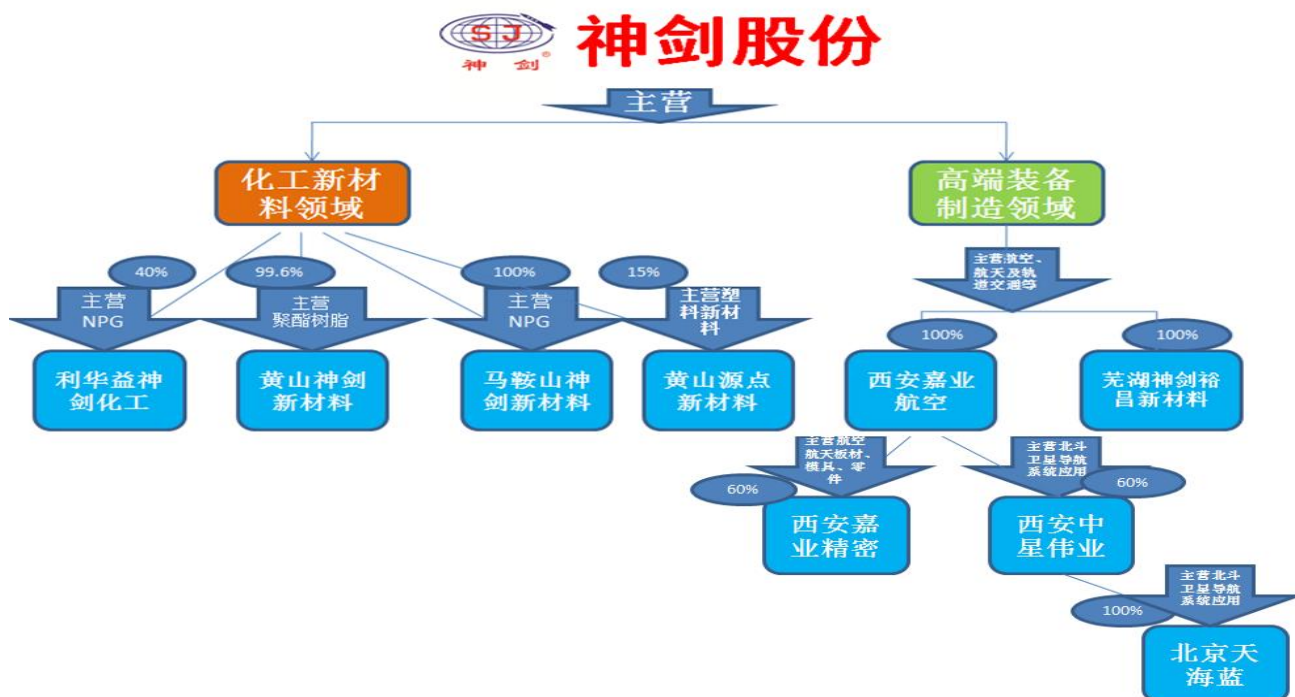 SJ
神 剑®
神剑股份
主营
化工新材
料领域
高端装备
制造领域
40%
99.6%
100%
15%
主营航空、
航天及轨
道交通等
主营
NPG
主营
聚酯树脂
主营
NPG
主营塑
料新材
料
100%
100%
利华益神
剑化工
黄山神剑
新材料
马鞍山神
剑新材料
黄山源点
新材料
西安嘉业
航空
芜湖神剑裕
昌新材料
主营航空
航天板材、
模具、零
件
主营北斗
卫星导航
系统应用
60%
60%
西安嘉
业精密
西安中
星伟业
主营北斗
卫星导航
系统应用
100%
北京天
海蓝